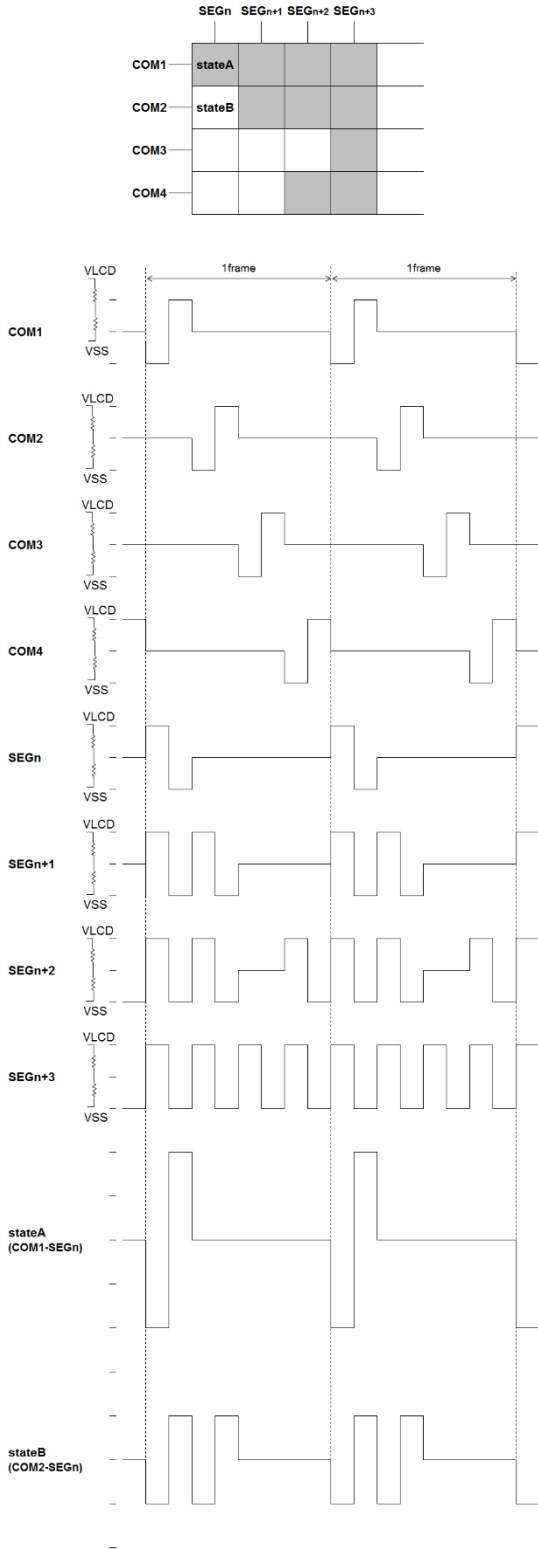 SEGn SEGn+1 SEGn+2 SEGn+3
COM1 stateA
COM2 stateB
COM3
COM4
1frame 1frame
VLCD
COM1
VSS
VLCD
COM2
VSS
VLCD
COM3
VSS
VLCD
COM4
VSS
VLCD
SEGn
VSS
VLCD
SEGn+1
VSS
VLCD
SEGn+2
VSS
VLCD
SEGn+3
VSS
stateA
(COM1-SEGn)
stateB
(COM2-SEGn)